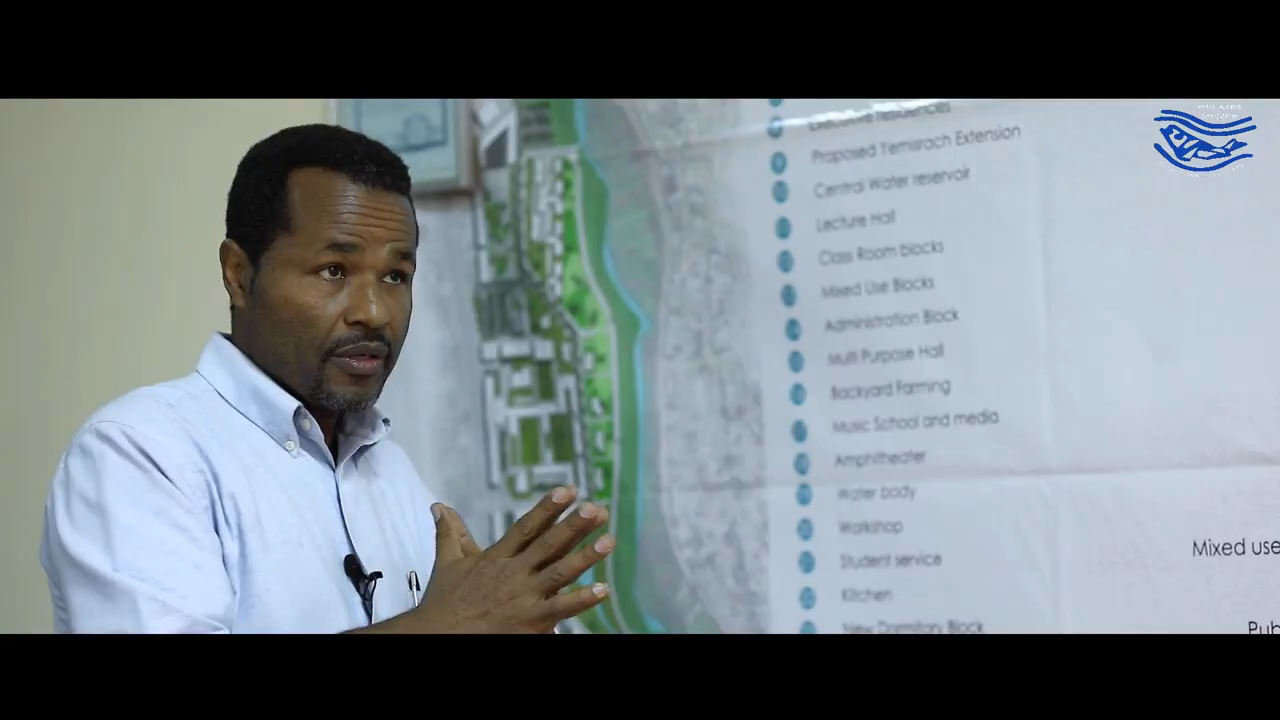 Executive residences
Proposed Yemisrach Extension
Central Water reservoir
Lecture Hall
Class Room blocks
Mixed Use Blocks
Administration Block
Multi Purpose Hall
Backyard Farming
Music School and media
Amphitheater
Water body
Workshop
Student service
Kitchen
New Dormitory Block
Mixed use
Pub